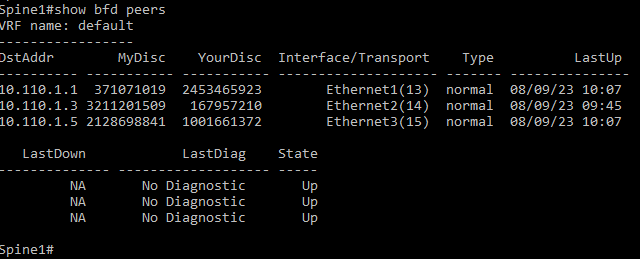 Spine1#show bfd peers
VRF name: default
-----------------
DstAddr MyDisc YourDisc Interface/Transport Type LastUp
---------- ---------- ---------- -------------------- ------- ---------------
10.110.1.1 371071019 2453465923 Ethernet1(13) normal 08/09/23 10:07
10.110.1.3 3211201509 167957210 Ethernet2(14) normal 08/09/23 09:45
10.110.1.5 2128698841 1001661372 Ethernet3(15) normal 08/09/23 10:07
LastDown LastDiag State
-------------- ------------------- -----
NA No Diagnostic Up
NA No Diagnostic Up
NA No Diagnostic Up
Spine1#